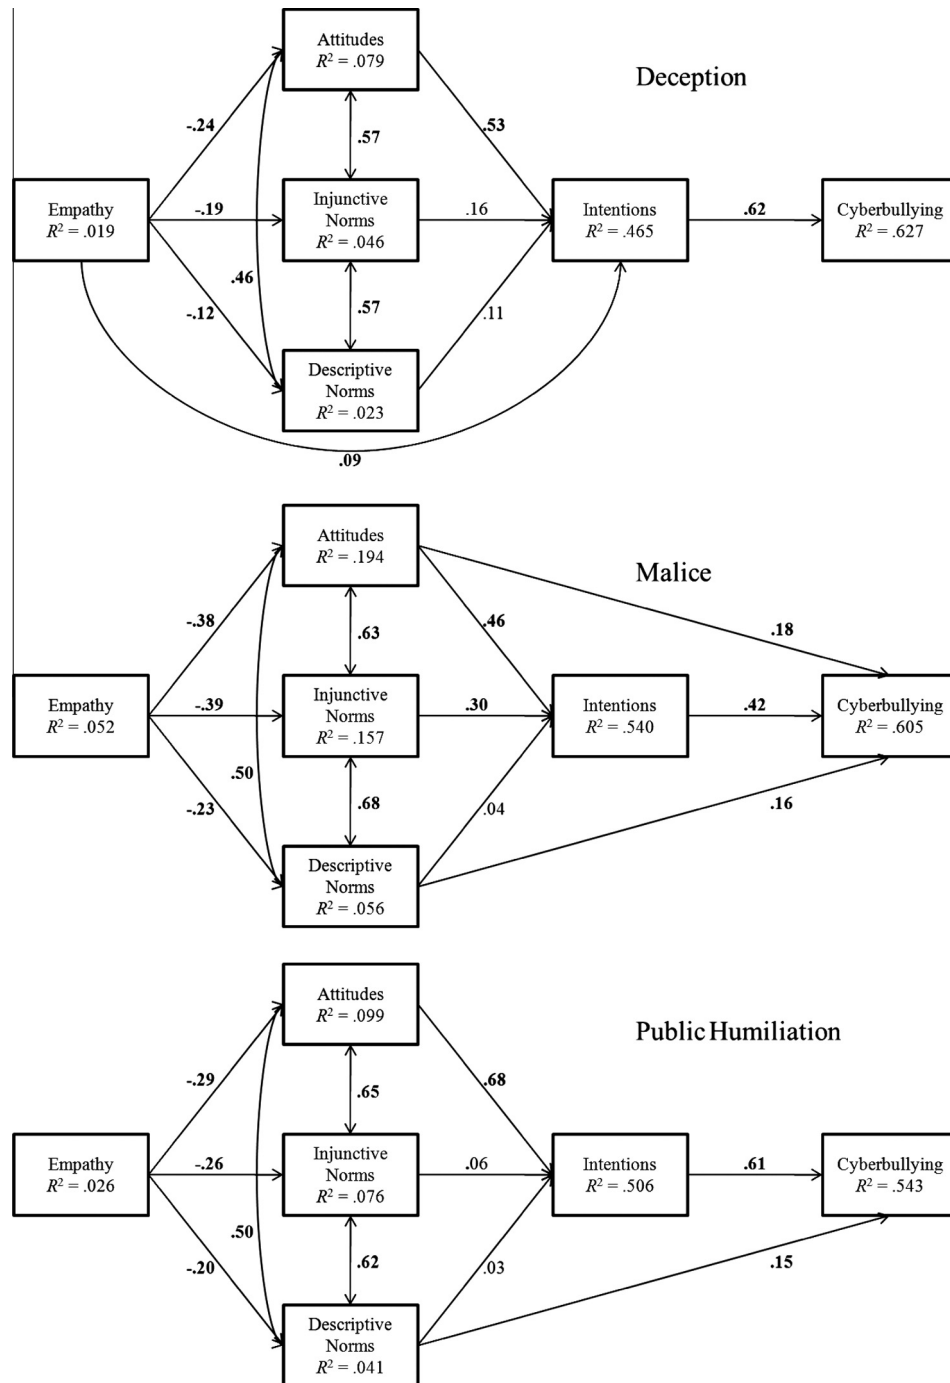 Attitudes
R² = .079
Deception
-.24
.53
.57
Empathy
R² = .019
-.19
Injunctive
Norms
R² = .046
.16
Intentions
R² = .465
.62
Cyberbullying
R² = .627
.46
-.12
.57
.11
Descriptive
Norms
R² = .023
.09
Attitudes
R² = .194
Malice
-.38
.46
.18
.63
Empathy
R² = .052
-.39
Injunctive
Norms
R² = .157
.30
Intentions
R² = .540
.42
Cyberbullying
R² = .605
.50
-.23
.68
.04
.16
Descriptive
Norms
R² = .056
Attitudes
R² = .099
Public Humiliation
-.29
.68
.65
Empathy
R² = .026
-.26
Injunctive
Norms
R² = .076
.06
Intentions
R² = .506
.61
Cyberbullying
R² = .543
.50
-.20
.62
.03
.15
Descriptive
Norms
R² = .041